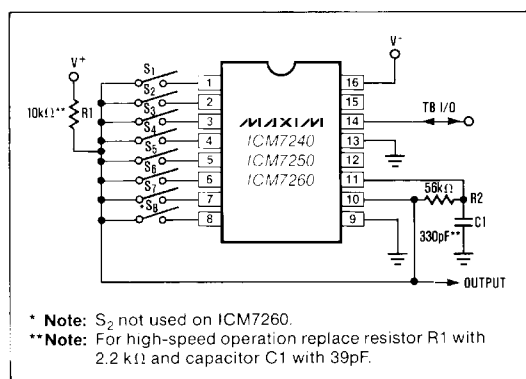 V+
10kΩ** R1
S1
S2
S3
S4
S5
S6
S7
*S8
1
2
3
4
5
6
7
8
MAXIM
ICM7240
ICM7250
ICM7260
16
15
14
13
12
11
10
9
V-
TB I/O
56kΩ
R2
C1
330pF**
OUTPUT
* Note: S2 not used on ICM7260.
**Note: For high-speed operation replace resistor R1 with
2.2 kΩ and capacitor C1 with 39pF.